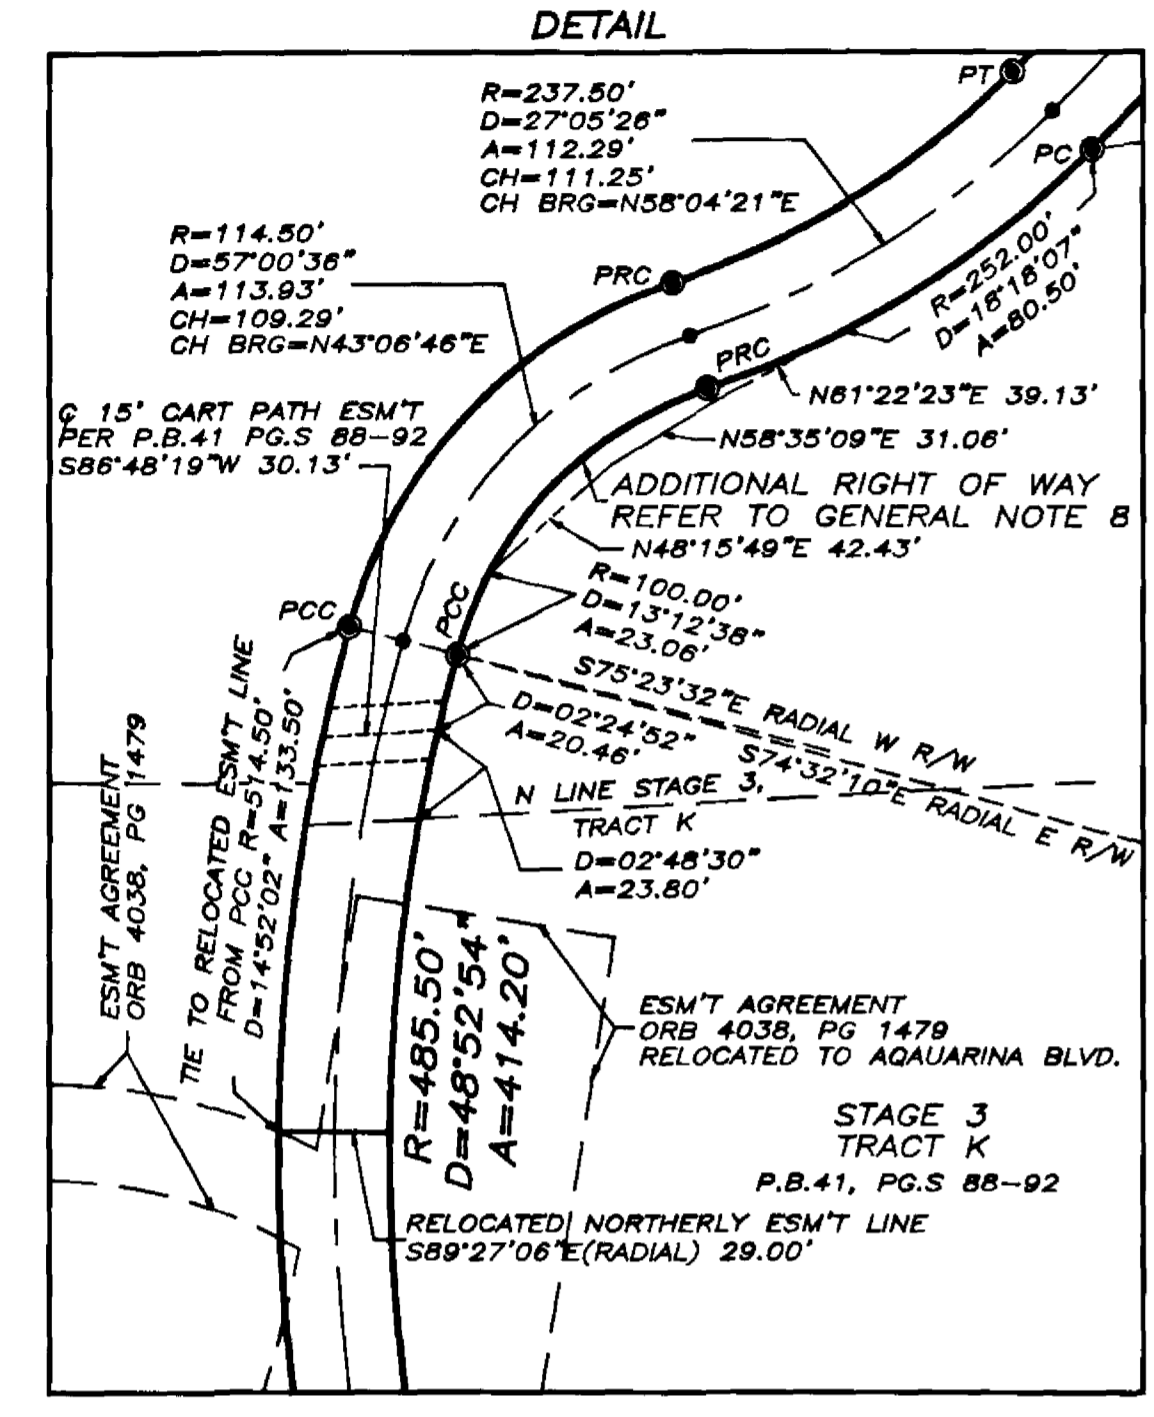 DETAIL
PT
R=237.50'
D=27°05'26"
A=112.29'
CH=111.25'
CH BRG=N58°04'21"E
PC
R=114.50'
D=57°00'36"
A=113.93'
CH=109.29'
CH BRG=N43°06'46"E
PRC
R=252.00'
D=18°18'07"
A=80.50'
PRC
N61°22'23"E 39.13'
℄ 15' CART PATH ESM'T
PER P.B.41 PG.S 88-92
S86°48'19"W 30.13'
N58°35'09"E 31.06'
ADDITIONAL RIGHT OF WAY
REFER TO GENERAL NOTE 8
N48°15'49"E 42.43'
PCC
PCC
R=100.00'
D=13°12'38"
A=23.06'
S75°23'32"E RADIAL W R/W
S74°32'10"E RADIAL E R/W
D=02°24'52"
A=20.46'
N LINE STAGE 3,
TRACT K
D=02°48'30"
A=23.80'
ESM'T AGREEMENT
ORB 4038, PG 1479
TIE TO RELOCATED ESM'T LINE
FROM PCC R=514.50'
D=14°52'02" A=133.50'
R=485.50'
D=48°52'54"
A=414.20'
ESM'T AGREEMENT
ORB 4038, PG 1479
RELOCATED TO AQAUARINA BLVD.
STAGE 3
TRACT K
P.B.41, PG.S 88-92
RELOCATED NORTHERLY ESM'T LINE
S89°27'06"E(RADIAL) 29.00'